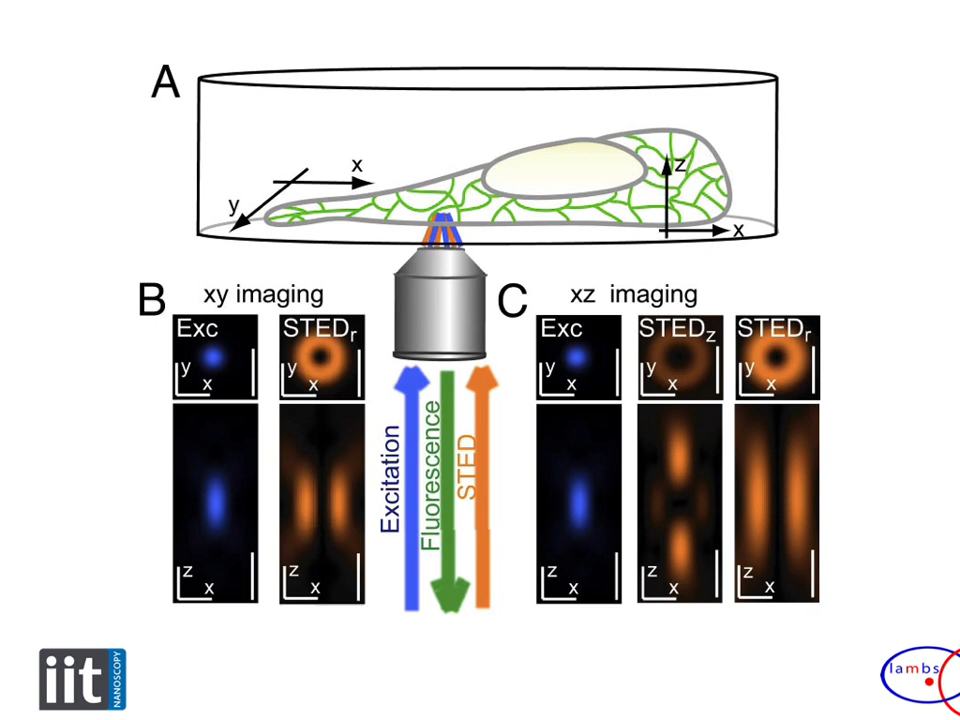 A
x
y
z
x
B
xy imaging
C
xz imaging
Exc
y
x
STEDr
y
x
z
x
z
x
Excitation
Fluorescence
STED
Exc
y
x
STEDz
y
x
STEDr
y
x
z
x
z
x
z
x
iit
NANOSCOPY
lambs